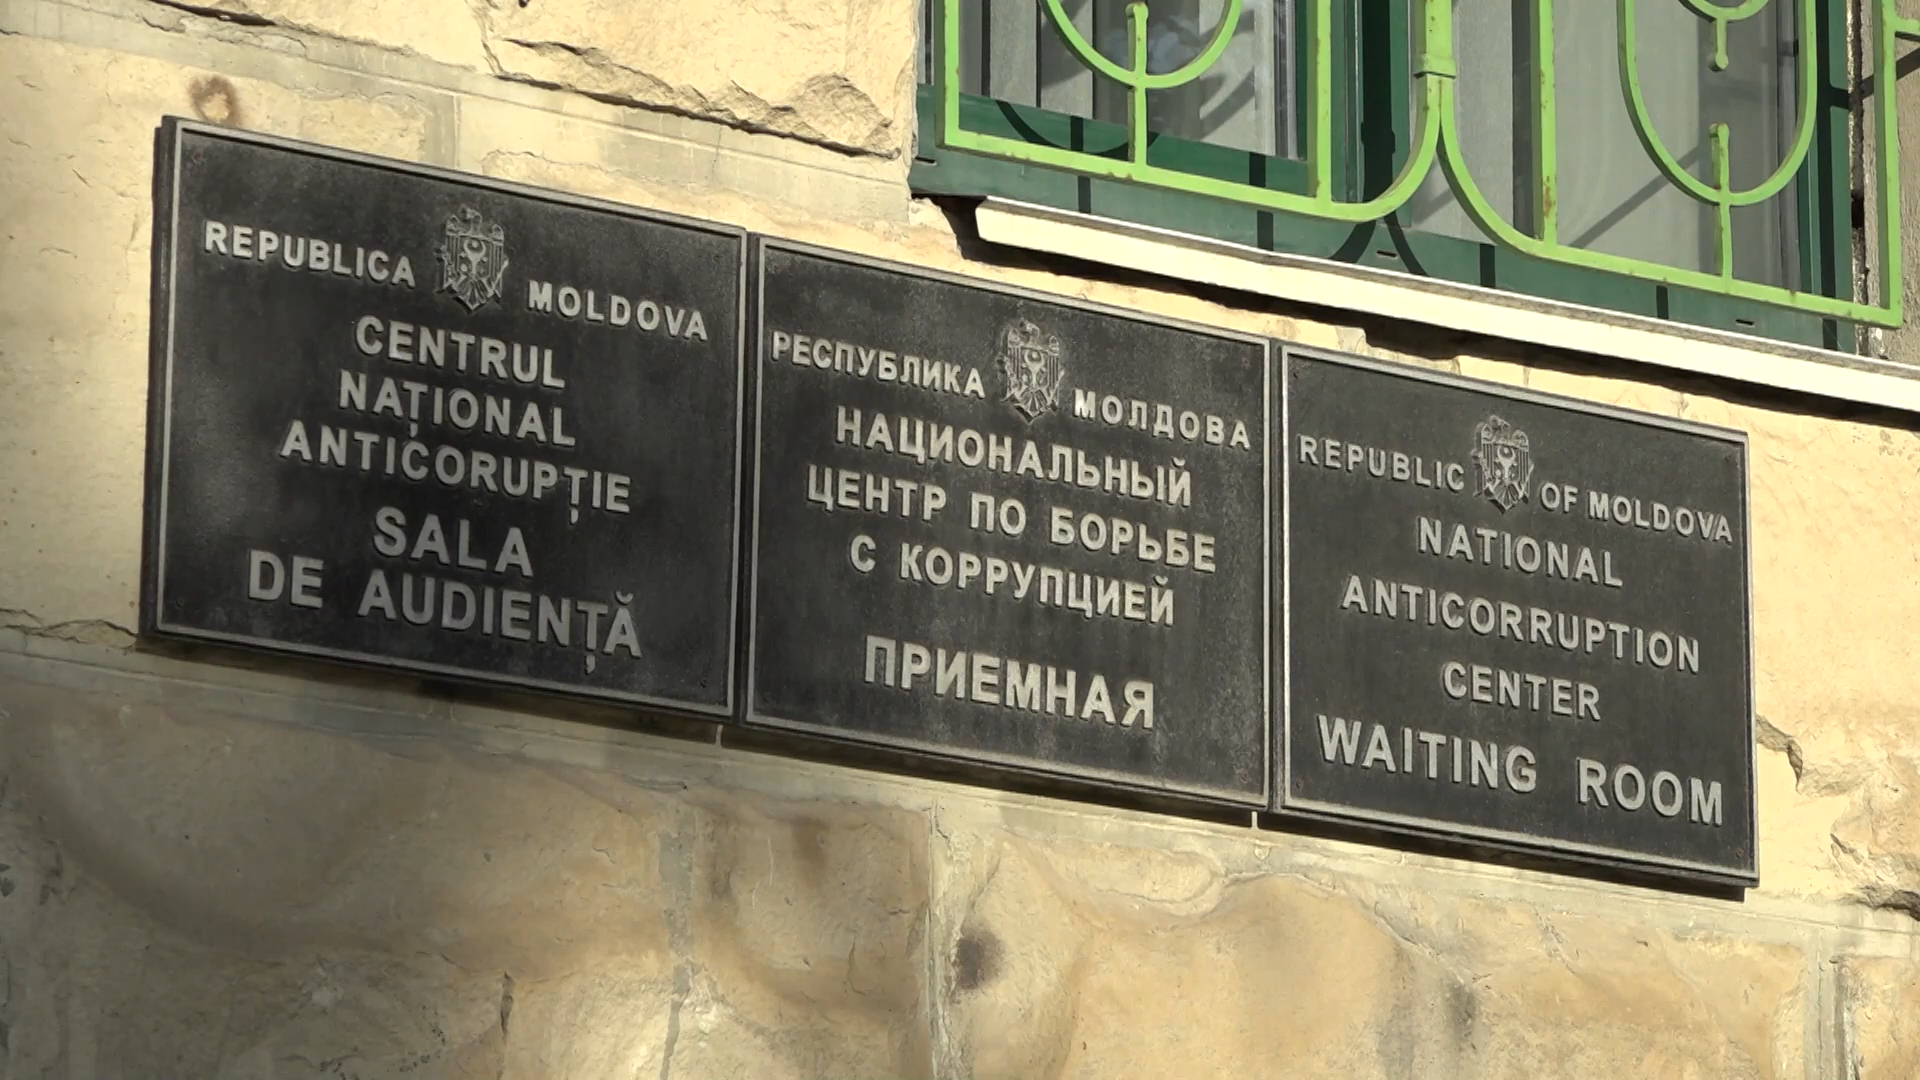 REPUBLICA MOLDOVA
CENTRUL
NAȚIONAL
ANTICORUPȚIE
SALA
DE AUDIENȚĂ
РЕСПУБЛИКА МОЛДОВА
НАЦИОНАЛЬНЫЙ
ЦЕНТР ПО БОРЬБЕ
С КОРРУПЦИЕЙ
ПРИЕМНАЯ
REPUBLIC OF MOLDOVA
NATIONAL
ANTICORRUPTION
CENTER
WAITING ROOM